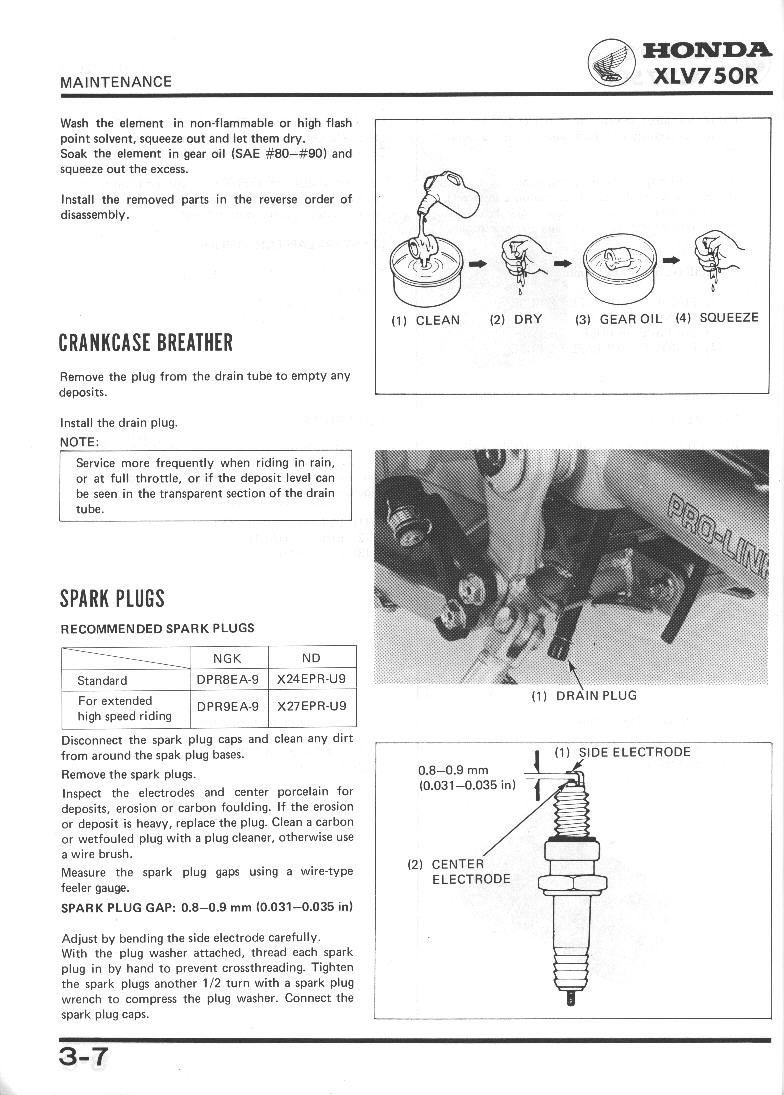 MAINTENANCE
HONDA
XLV750R
Wash the element in non-flammable or high flash
point solvent, squeeze out and let them dry.
Soak the element in gear oil (SAE #80—#90) and
squeeze out the excess.
Install the removed parts in the reverse order of
disassembly.
(1) CLEAN (2) DRY (3) GEAR OIL (4) SQUEEZE
CRANKCASE BREATHER
Remove the plug from the drain tube to empty any
deposits.
Install the drain plug.
NOTE:
Service more frequently when riding in rain,
or at full throttle, or if the deposit level can
be seen in the transparent section of the drain
tube.
PRO-LINK
(1) DRAIN PLUG
SPARK PLUGS
RECOMMENDED SPARK PLUGS
NGK ND
Standard DPR8EA-9 X24EPR-U9
For extended
high speed riding DPR9EA-9 X27EPR-U9
Disconnect the spark plug caps and clean any dirt
from around the spak plug bases.
Remove the spark plugs.
Inspect the electrodes and center porcelain for
deposits, erosion or carbon foulding. If the erosion
or deposit is heavy, replace the plug. Clean a carbon
or wetfouled plug with a plug cleaner, otherwise use
a wire brush.
Measure the spark plug gaps using a wire-type
feeler gauge.
SPARK PLUG GAP: 0.8—0.9 mm (0.031—0.035 in)
Adjust by bending the side electrode carefully.
With the plug washer attached, thread each spark
plug in by hand to prevent crossthreading. Tighten
the spark plugs another 1/2 turn with a spark plug
wrench to compress the plug washer. Connect the
spark plug caps.
(1) SIDE ELECTRODE
0.8—0.9 mm
(0.031—0.035 in)
(2) CENTER
ELECTRODE
3-7